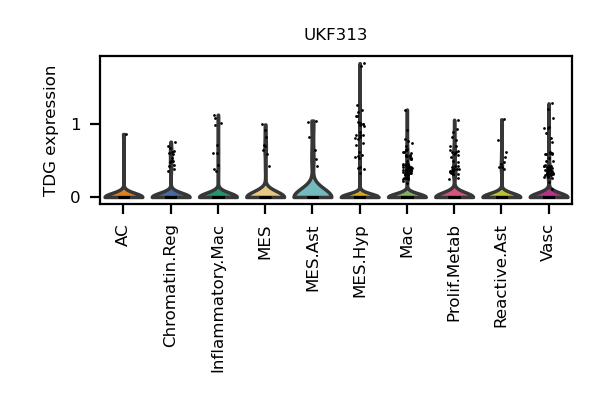 UKF313
TDG expression
1
0
AC
Chromatin.Reg
Inflammatory.Mac
MES
MES.Ast
MES.Hyp
Mac
Prolif.Metab
Reactive.Ast
Vasc